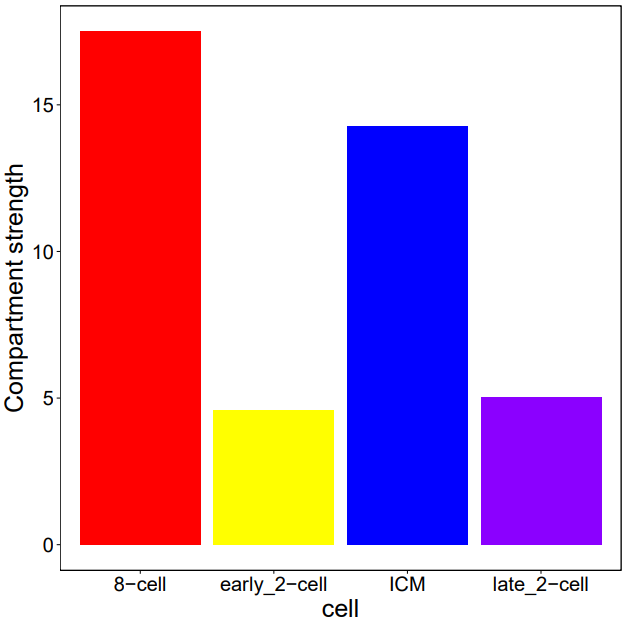 Compartment strength
15
10
5
0
8−cell early_2−cell ICM late_2−cell
cell